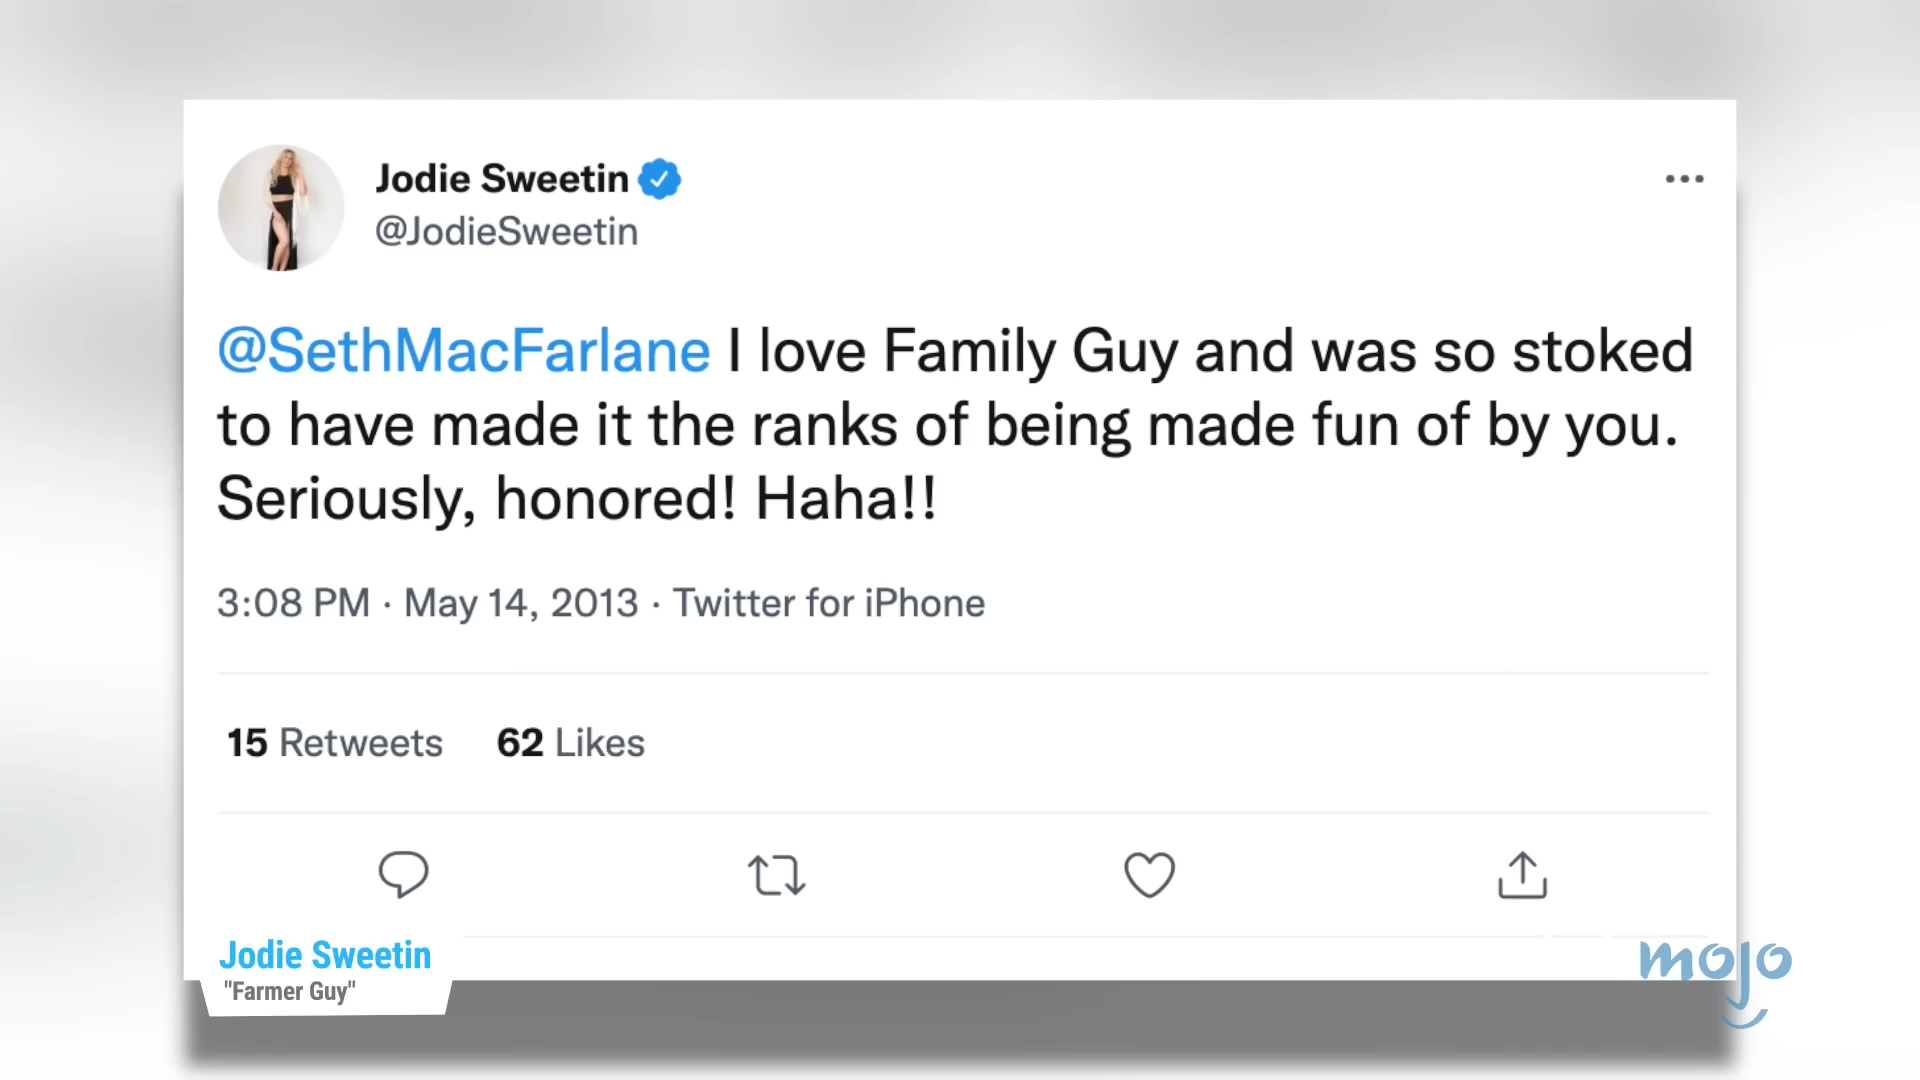 Jodie Sweetin
@JodieSweetin
@SethMacFarlane I love Family Guy and was so stoked
to have made it the ranks of being made fun of by you.
Seriously, honored! Haha!!
3:08 PM · May 14, 2013 · Twitter for iPhone
15 Retweets 62 Likes
Jodie Sweetin
"Farmer Guy"
mojo